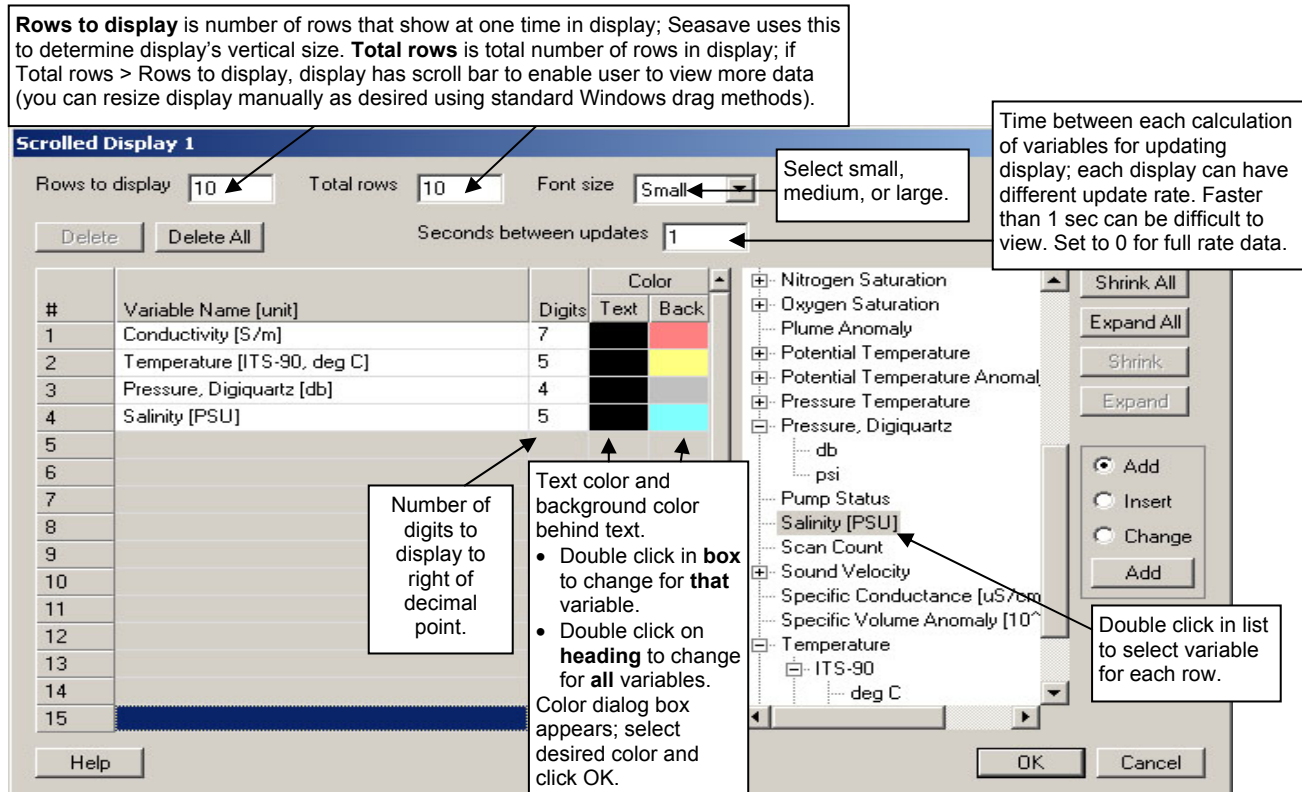 Rows to display is number of rows that show at one time in display; Seasave uses this
to determine display's vertical size. Total rows is total number of rows in display; if
Total rows > Rows to display, display has scroll bar to enable user to view more data
(you can resize display manually as desired using standard Windows drag methods).
Time between each calculation
of variables for updating
display; each display can have
different update rate. Faster
than 1 sec can be difficult to
view. Set to 0 for full rate data.
Scrolled Display 1
Rows to display 10 Total rows 10 Font size Small
Select small,
medium, or large.
Delete Delete All Seconds between updates 1
Color
# Variable Name [unit] Digits Text Back
1 Conductivity [S/m] 7
2 Temperature [ITS-90, deg C] 5
3 Pressure, Digiquartz [db] 4
4 Salinity [PSU] 5
5
6
7
8
9
10
11
12
13
14
15
Number of
digits to
display to
right of
decimal
point.
Text color and
background color
behind text.
• Double click in box
to change for that
variable.
• Double click on
heading to change
for all variables.
Color dialog box
appears; select
desired color and
click OK.
Nitrogen Saturation
Oxygen Saturation
Plume Anomaly
Potential Temperature
Potential Temperature Anomal
Pressure Temperature
Pressure, Digiquartz
db
psi
Pump Status
Salinity [PSU]
Scan Count
Sound Velocity
Specific Conductance [uS/cm
Specific Volume Anomaly [10^
Temperature
ITS-90
deg C
Shrink All
Expand All
Shrink
Expand
Add
Insert
Change
Add
Double click in list
to select variable
for each row.
Help OK Cancel